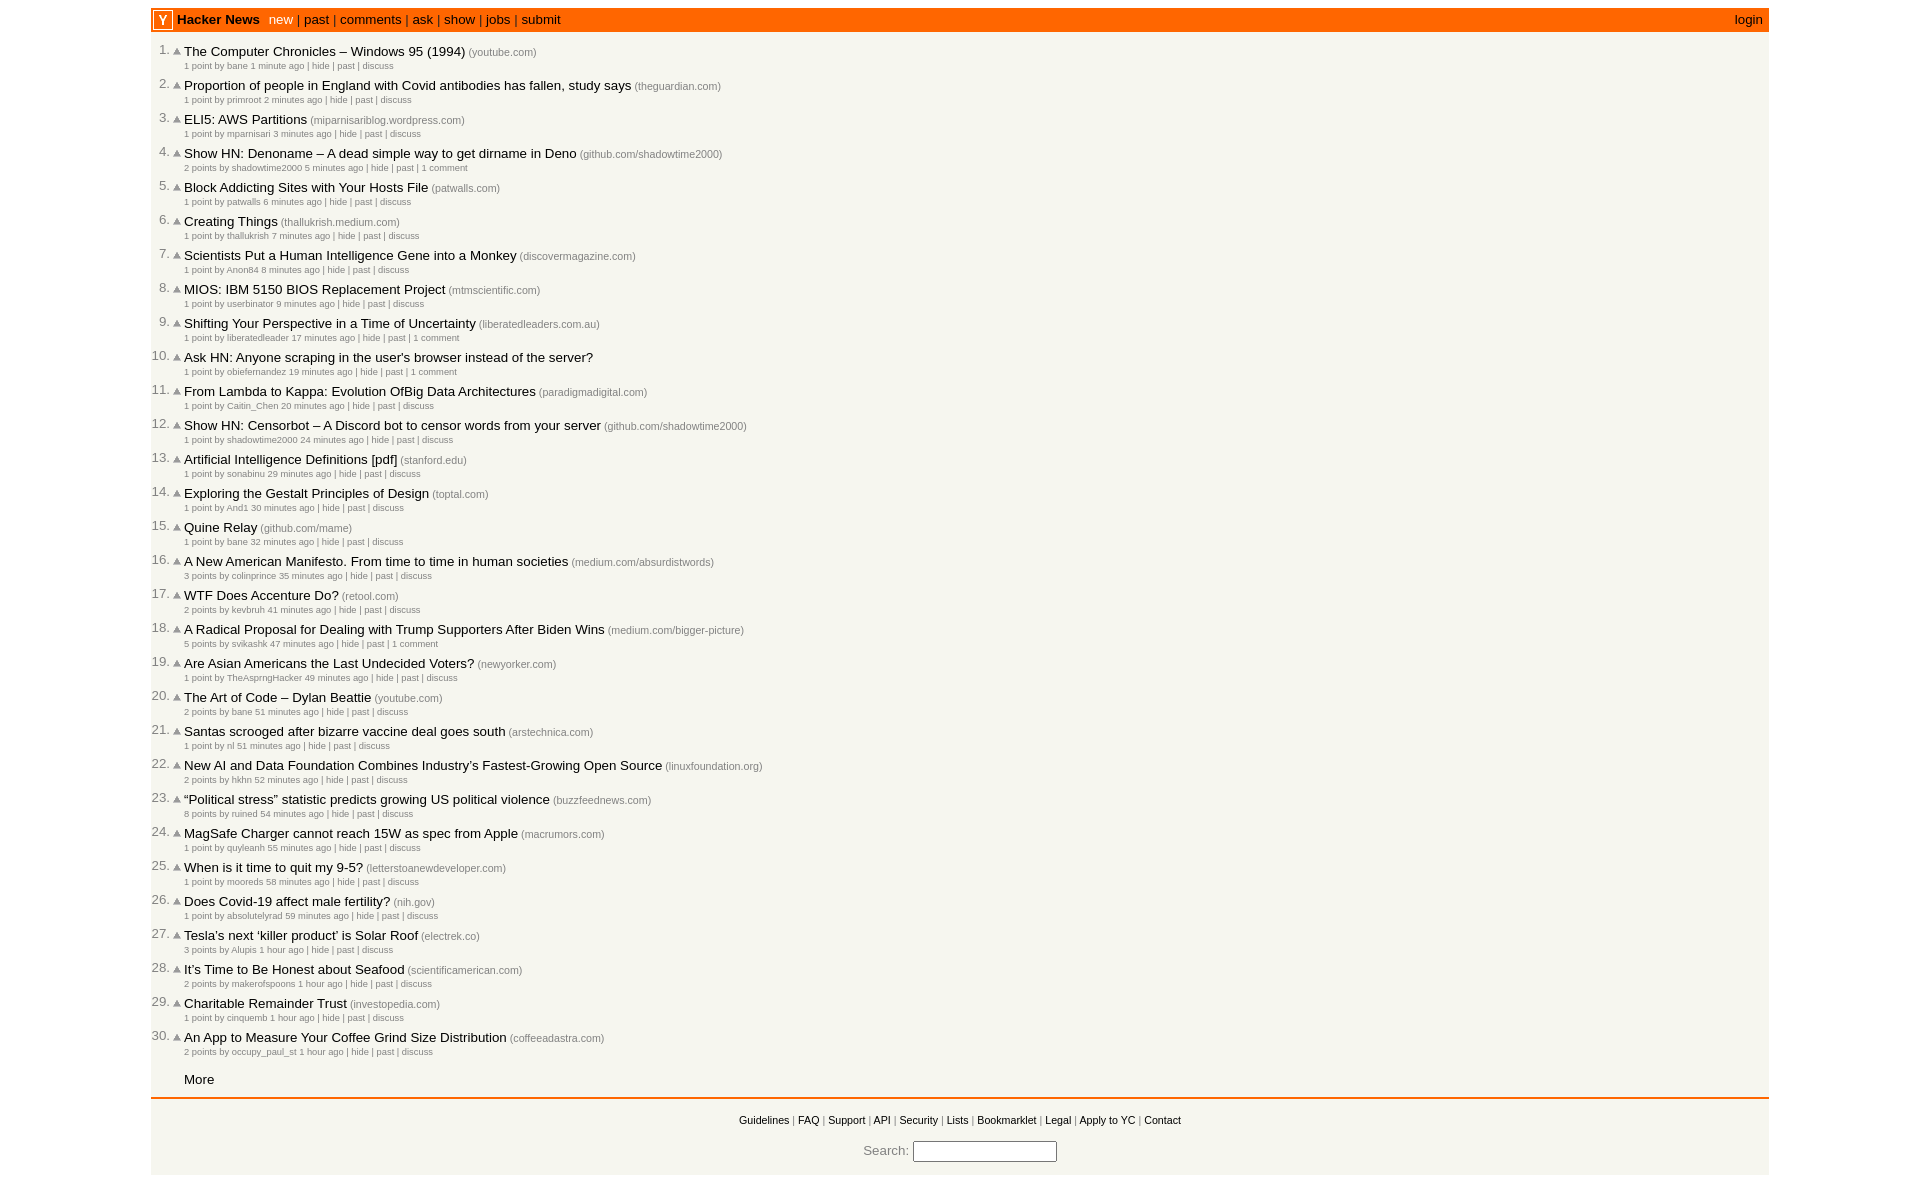 Y Hacker News new | past | comments | ask | show | jobs | submit login
1. The Computer Chronicles – Windows 95 (1994) (youtube.com)
1 point by bane 1 minute ago | hide | past | discuss
2. Proportion of people in England with Covid antibodies has fallen, study says (theguardian.com)
1 point by primroot 2 minutes ago | hide | past | discuss
3. ELI5: AWS Partitions (miparnisariblog.wordpress.com)
1 point by mparnisari 3 minutes ago | hide | past | discuss
4. Show HN: Denoname – A dead simple way to get dirname in Deno (github.com/shadowtime2000)
2 points by shadowtime2000 5 minutes ago | hide | past | 1 comment
5. Block Addicting Sites with Your Hosts File (patwalls.com)
1 point by patwalls 6 minutes ago | hide | past | discuss
6. Creating Things (thallukrish.medium.com)
1 point by thallukrish 7 minutes ago | hide | past | discuss
7. Scientists Put a Human Intelligence Gene into a Monkey (discovermagazine.com)
1 point by Anon84 8 minutes ago | hide | past | discuss
8. MIOS: IBM 5150 BIOS Replacement Project (mtmscientific.com)
1 point by userbinator 9 minutes ago | hide | past | discuss
9. Shifting Your Perspective in a Time of Uncertainty (liberatedleaders.com.au)
1 point by liberatedleader 17 minutes ago | hide | past | 1 comment
10. Ask HN: Anyone scraping in the user's browser instead of the server?
1 point by obiefernandez 19 minutes ago | hide | past | 1 comment
11. From Lambda to Kappa: Evolution OfBig Data Architectures (paradigmadigital.com)
1 point by Caitin_Chen 20 minutes ago | hide | past | discuss
12. Show HN: Censorbot – A Discord bot to censor words from your server (github.com/shadowtime2000)
1 point by shadowtime2000 24 minutes ago | hide | past | discuss
13. Artificial Intelligence Definitions [pdf] (stanford.edu)
1 point by sonabinu 29 minutes ago | hide | past | discuss
14. Exploring the Gestalt Principles of Design (toptal.com)
1 point by And1 30 minutes ago | hide | past | discuss
15. Quine Relay (github.com/mame)
1 point by bane 32 minutes ago | hide | past | discuss
16. A New American Manifesto. From time to time in human societies (medium.com/absurdistwords)
3 points by colinprince 35 minutes ago | hide | past | discuss
17. WTF Does Accenture Do? (retool.com)
2 points by kevbruh 41 minutes ago | hide | past | discuss
18. A Radical Proposal for Dealing with Trump Supporters After Biden Wins (medium.com/bigger-picture)
5 points by svikashk 47 minutes ago | hide | past | 1 comment
19. Are Asian Americans the Last Undecided Voters? (newyorker.com)
1 point by TheAsprngHacker 49 minutes ago | hide | past | discuss
20. The Art of Code – Dylan Beattie (youtube.com)
2 points by bane 51 minutes ago | hide | past | discuss
21. Santas scrooged after bizarre vaccine deal goes south (arstechnica.com)
1 point by nl 51 minutes ago | hide | past | discuss
22. New AI and Data Foundation Combines Industry’s Fastest-Growing Open Source (linuxfoundation.org)
2 points by hkhn 52 minutes ago | hide | past | discuss
23. “Political stress” statistic predicts growing US political violence (buzzfeednews.com)
8 points by ruined 54 minutes ago | hide | past | discuss
24. MagSafe Charger cannot reach 15W as spec from Apple (macrumors.com)
1 point by quyleanh 55 minutes ago | hide | past | discuss
25. When is it time to quit my 9-5? (letterstoanewdeveloper.com)
1 point by mooreds 58 minutes ago | hide | past | discuss
26. Does Covid-19 affect male fertility? (nih.gov)
1 point by absolutelyrad 59 minutes ago | hide | past | discuss
27. Tesla’s next ‘killer product’ is Solar Roof (electrek.co)
3 points by Alupis 1 hour ago | hide | past | discuss
28. It’s Time to Be Honest about Seafood (scientificamerican.com)
2 points by makerofspoons 1 hour ago | hide | past | discuss
29. Charitable Remainder Trust (investopedia.com)
1 point by cinquemb 1 hour ago | hide | past | discuss
30. An App to Measure Your Coffee Grind Size Distribution (coffeeadastra.com)
2 points by occupy_paul_st 1 hour ago | hide | past | discuss
More
Guidelines | FAQ | Support | API | Security | Lists | Bookmarklet | Legal | Apply to YC | Contact
Search: